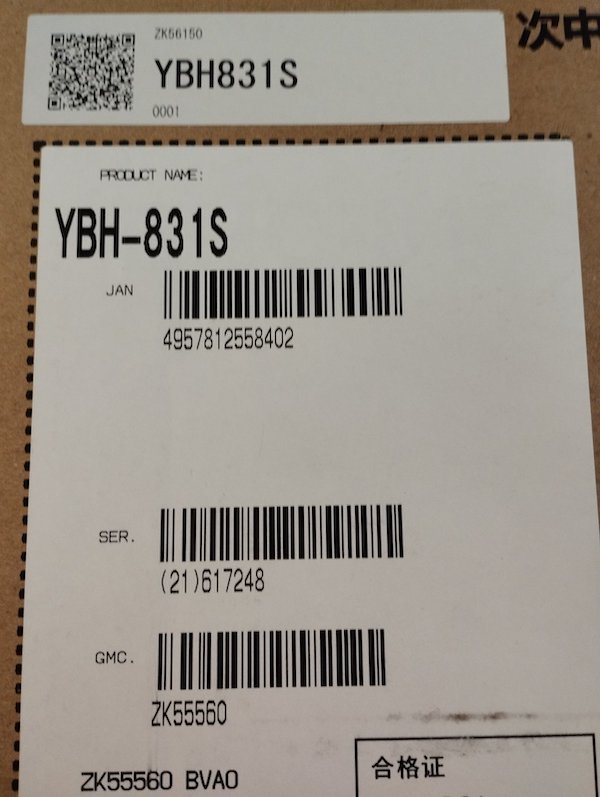 ZK56150
YBH831S
0001
次中
PRODUCT NAME:
YBH-831S
JAN
4957812558402
SER.
(21)617248
GMC.
ZK55560
ZK55560 BVA0
合格证